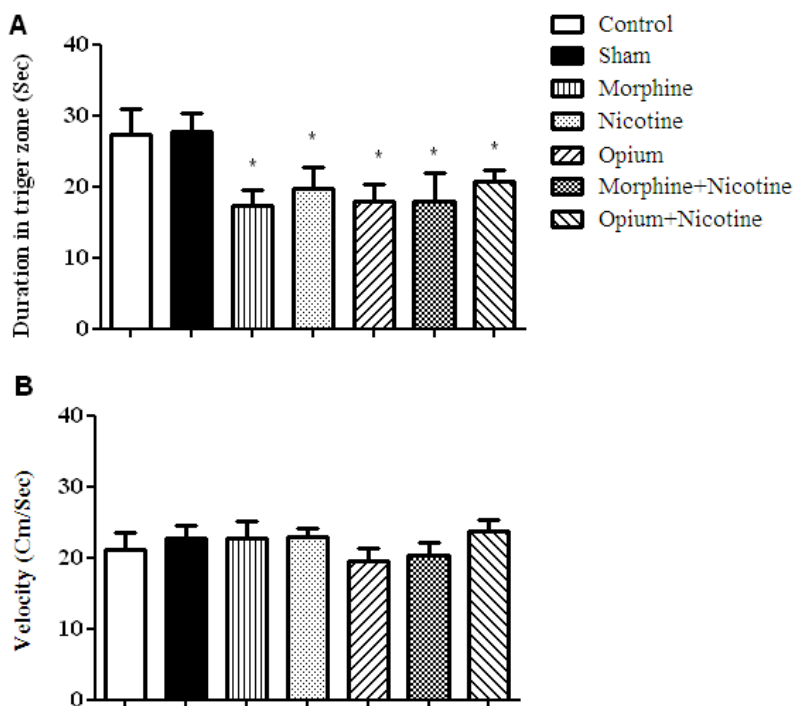 A
Duration in triger zone (Sec)
40
30
20
10
0
*
*
*
*
*
Control
Sham
Morphine
Nicotine
Opium
Morphine+Nicotine
Opium+Nicotine
B
Velocity (Cm/Sec)
40
30
20
10
0